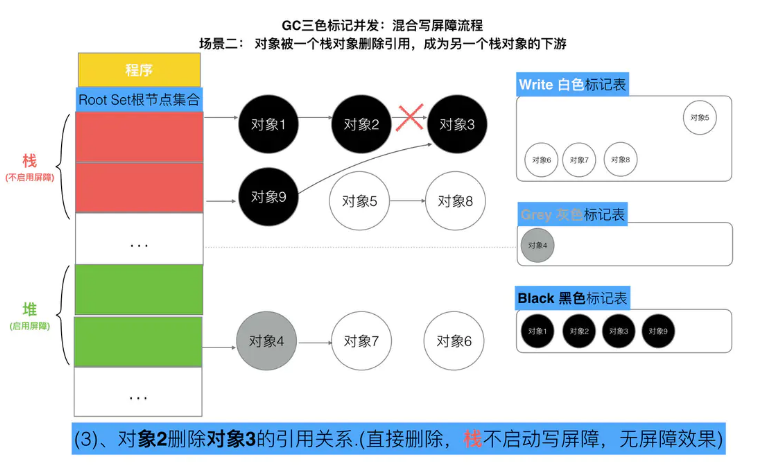 GC三色标记并发：混合写屏障流程
场景二： 对象被一个栈对象删除引用，成为另一个栈对象的下游
程序
Root Set根节点集合
栈
(不启用屏障)
...
堆
(启用屏障)
...
对象1
对象2
对象3
对象9
对象5
对象8
对象4
对象7
对象6
Write 白色标记表
对象5
对象6
对象7
对象8
Grey 灰色标记表
对象4
Black 黑色标记表
对象1
对象2
对象3
对象9
(3)、对象2删除对象3的引用关系.(直接删除，栈不启动写屏障，无屏障效果)